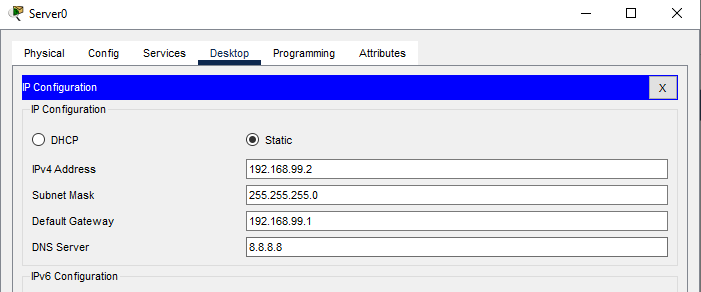 Server0
Physical Config Services Desktop Programming Attributes
IP Configuration X
IP Configuration
DHCP Static
IPv4 Address 192.168.99.2
Subnet Mask 255.255.255.0
Default Gateway 192.168.99.1
DNS Server 8.8.8.8
IPv6 Configuration